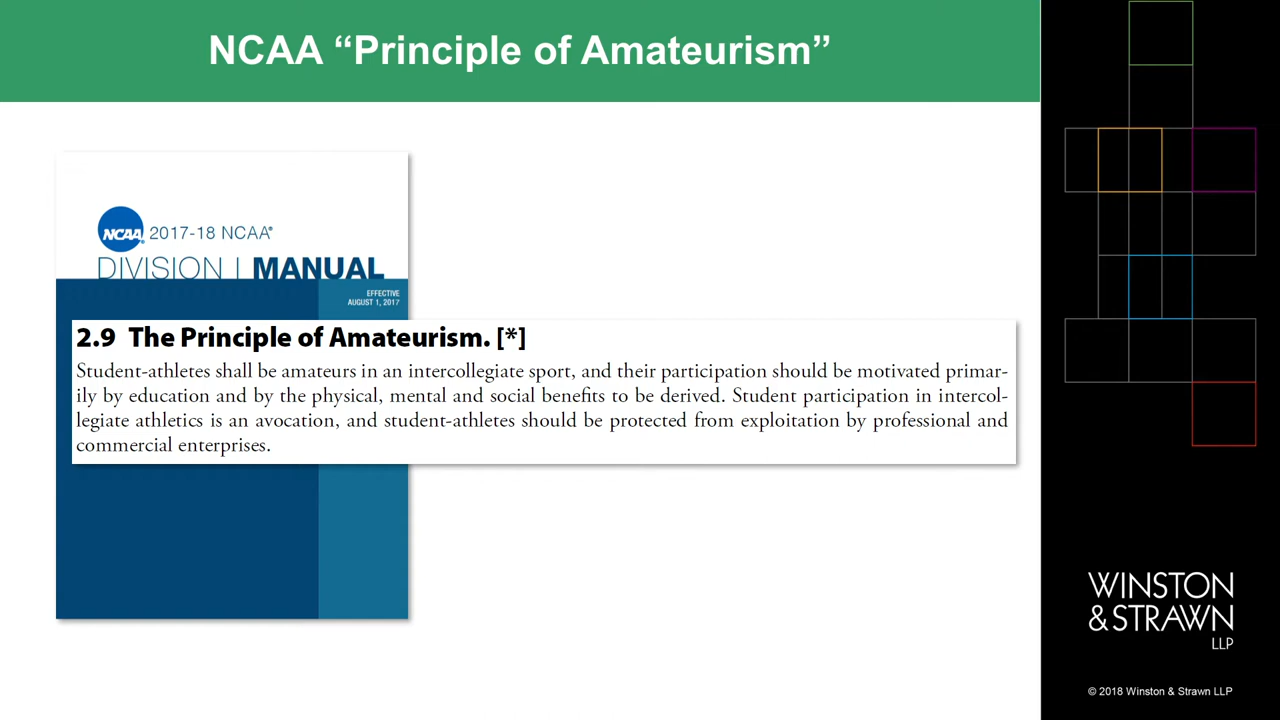 NCAA “Principle of Amateurism”
NCAA
2017-18 NCAA®
DIVISION I MANUAL
EFFECTIVE
AUGUST 1, 2017
2.9 The Principle of Amateurism. [*]
Student-athletes shall be amateurs in an intercollegiate sport, and their participation should be motivated primar-
ily by education and by the physical, mental and social benefits to be derived. Student participation in intercol-
legiate athletics is an avocation, and student-athletes should be protected from exploitation by professional and
commercial enterprises.
WINSTON
& STRAWN
LLP
© 2018 Winston & Strawn LLP